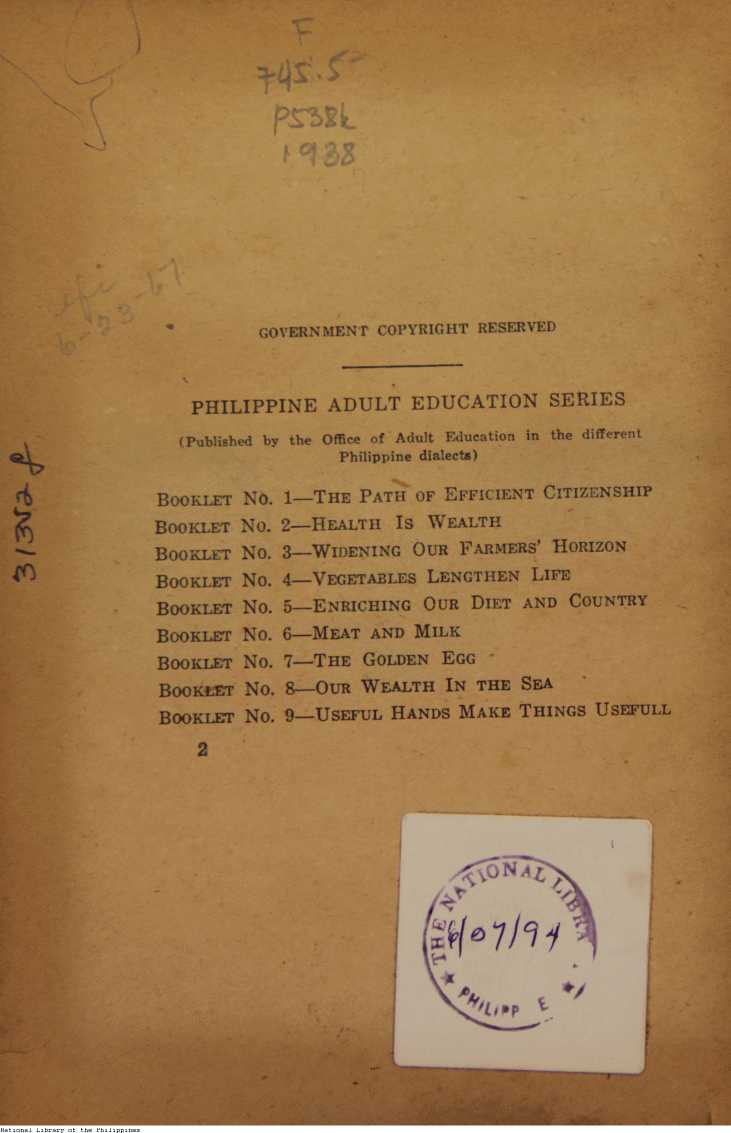 F
745.5
P538k
1938
6-23-67
GOVERNMENT COPYRIGHT RESERVED
PHILIPPINE ADULT EDUCATION SERIES
(Published by the Office of Adult Education in the different
Philippine dialects)
BOOKLET NO. 1—THE PATH OF EFFICIENT CITIZENSHIP
BOOKLET NO. 2—HEALTH IS WEALTH
BOOKLET NO. 3—WIDENING OUR FARMERS' HORIZON
BOOKLET NO. 4—VEGETABLES LENGTHEN LIFE
BOOKLET NO. 5—ENRICHING OUR DIET AND COUNTRY
BOOKLET NO. 6—MEAT AND MILK
BOOKLET NO. 7—THE GOLDEN EGG
BOOKLET NO. 8—OUR WEALTH IN THE SEA
BOOKLET NO. 9—USEFUL HANDS MAKE THINGS USEFULL
2
THE NATIONAL LIBRA
6/07/94
PHILIPP E
National Library of the Philippines